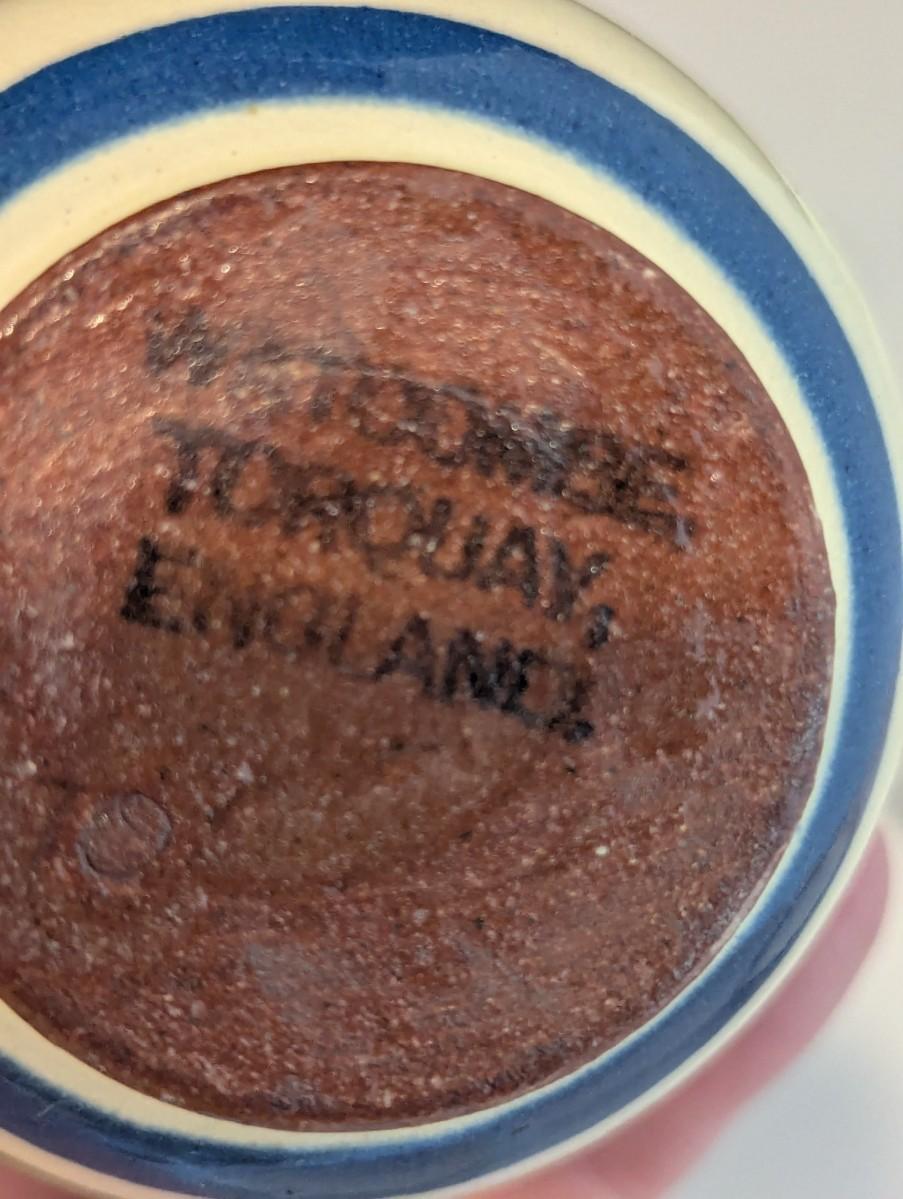 WATCOMBE
TORQUAY,
ENGLAND.